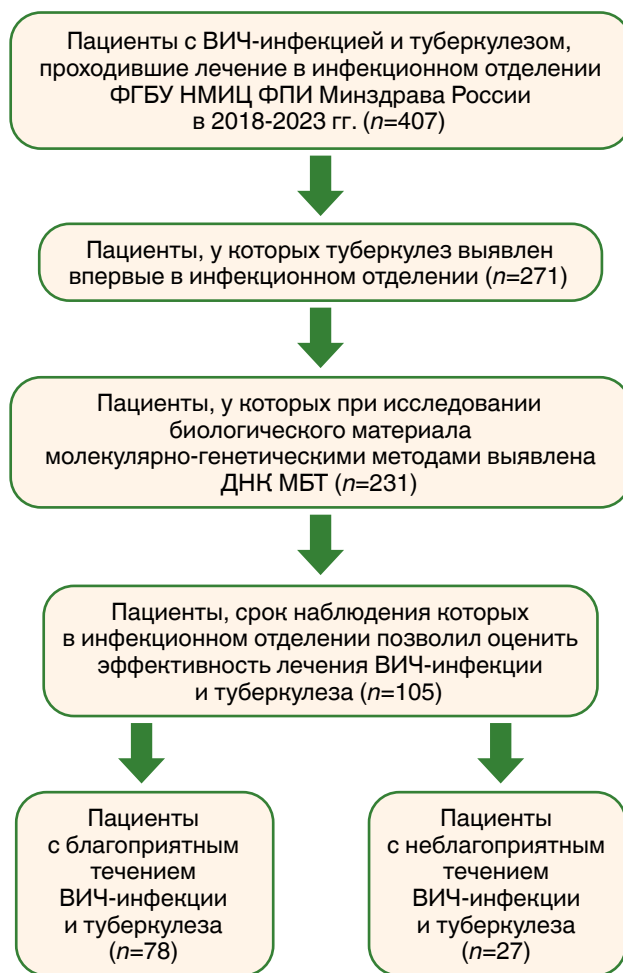 Пациенты с ВИЧ-инфекцией и туберкулезом,
проходившие лечение в инфекционном отделении
ФГБУ НМИЦ ФПИ Минздрава России
в 2018-2023 гг. (n=407)
Пациенты, у которых туберкулез выявлен
впервые в инфекционном отделении (n=271)
Пациенты, у которых при исследовании
биологического материала
молекулярно-генетическими методами выявлена
ДНК МБТ (n=231)
Пациенты, срок наблюдения которых
в инфекционном отделении позволил оценить
эффективность лечения ВИЧ-инфекции
и туберкулеза (n=105)
Пациенты
с благоприятным
течением
ВИЧ-инфекции
и туберкулеза
(n=78)
Пациенты
с неблагоприятным
течением
ВИЧ-инфекции
и туберкулеза
(n=27)